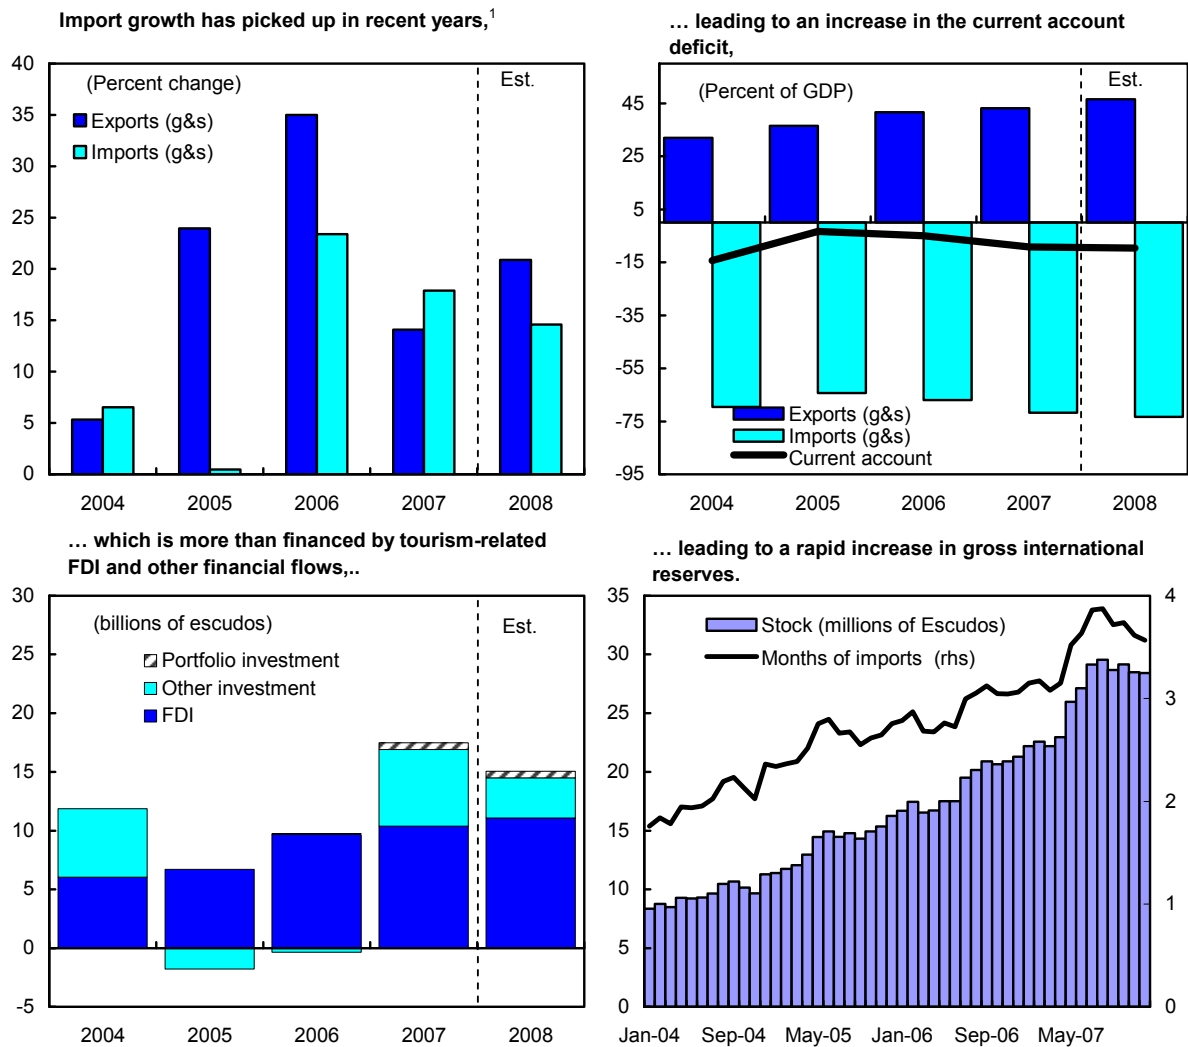 Import growth has picked up in recent years,1
40
35
30
25
20
15
10
5
0
(Percent change)
Exports (g&s)
Imports (g&s)
Est.
2004 2005 2006 2007 2008
… leading to an increase in the current account
deficit,
45
25
5
-15
-35
-55
-75
-95
(Percent of GDP)
Est.
Exports (g&s)
Imports (g&s)
Current account
2004 2005 2006 2007 2008
… which is more than financed by tourism-related
FDI and other financial flows,..
30
25
20
15
10
5
0
-5
(billions of escudos)
Est.
Portfolio investment
Other investment
FDI
2004 2005 2006 2007 2008
… leading to a rapid increase in gross international
reserves.
35
30
25
20
15
10
5
0
Stock (millions of Escudos)
Months of imports (rhs)
4
3
2
1
0
Jan-04 Sep-04 May-05 Jan-06 Sep-06 May-07